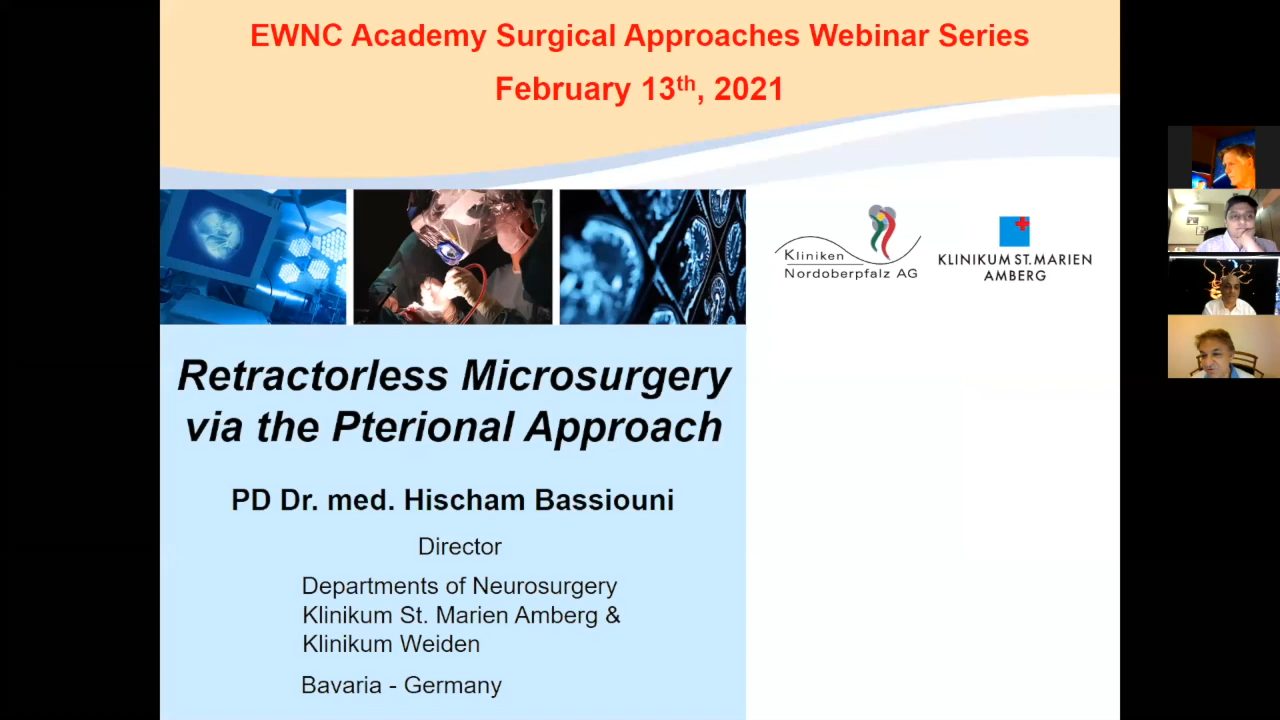 EWNC Academy Surgical Approaches Webinar Series
February 13th, 2021
Kliniken
Nordoberpfalz AG
KLINIKUM ST. MARIEN
AMBERG
Retractorless Microsurgery
via the Pterional Approach
PD Dr. med. Hischam Bassiouni
Director
Departments of Neurosurgery
Klinikum St. Marien Amberg &
Klinikum Weiden
Bavaria - Germany